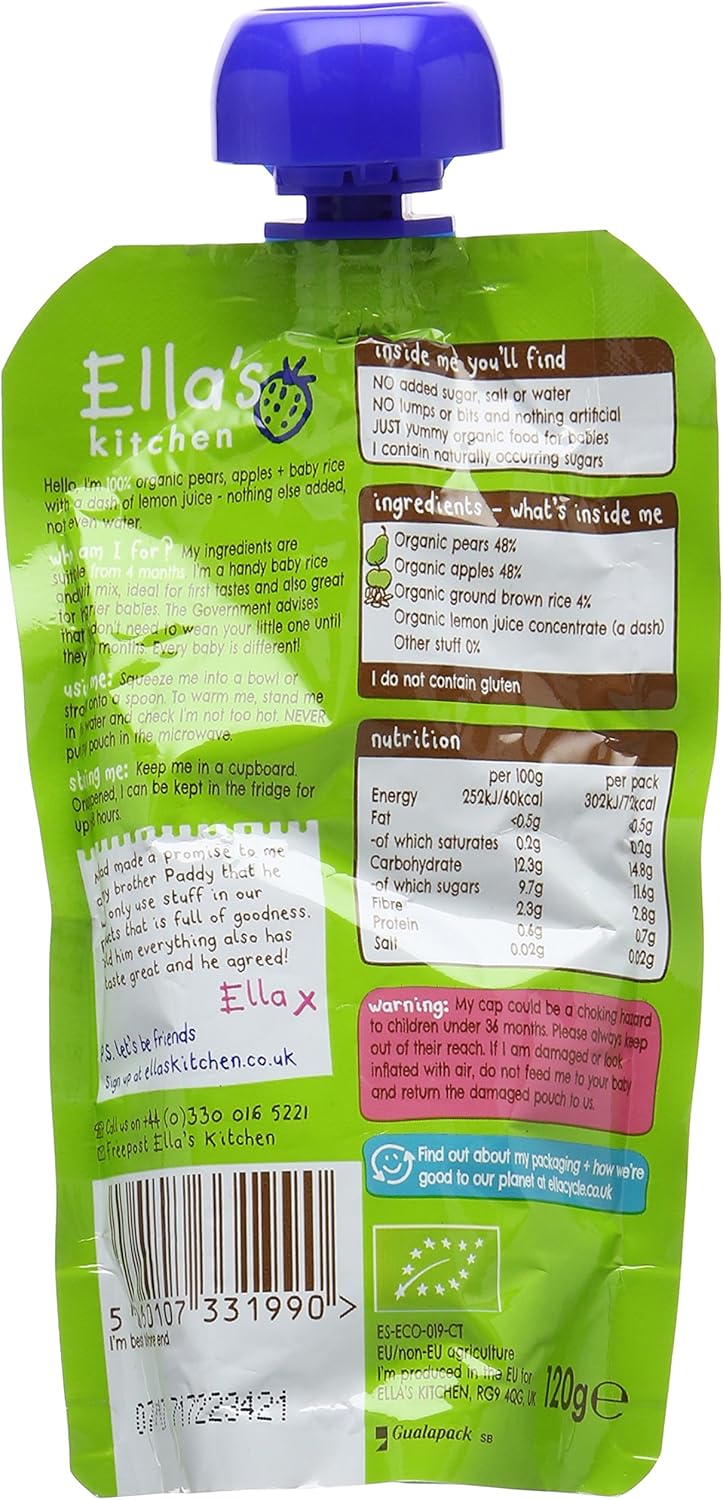 Ella's
kitchen
Hello, I'm 100% organic pears, apples + baby rice
with a dash of lemon juice - nothing else added,
not even water.
why am I for? My ingredients are
from 4 months. I'm a handy baby rice
mix, ideal for first tastes and also great
for babies. The Government advises
that don't need to wean your little one until
they months. Every baby is different!
me: Squeeze me into a bowl or
onto a spoon. To warm me, stand me
in water and check I'm not too hot. NEVER
pouch in the microwave.
me: Keep me in a cupboard.
I can be kept in the fridge for
up hours.
made a promise to me
brother Paddy that he
only use stuff in our
that is full of goodness.
him everything also has
taste great and he agreed!
Ella x
P.S. let's be friends
Sign up at ellaskitchen.co.uk
Call us on +44 (0)330 016 5221
Freepost Ella's Kitchen
331990 >
I'm
inside me you'll find
NO added sugar, salt or water
NO lumps or bits and nothing artificial
JUST yummy organic food for babies
I contain naturally occurring sugars
ingredients - what's inside me
Organic pears 48%
Organic apples 48%
Organic ground brown rice 4%
Organic lemon juice concentrate (a dash)
Other stuff 0%
I do not contain gluten
nutrition
per 100g per pack
Energy 252kJ/60kcal 302kJ/72kcal
Fat <0.5g <0.5g
-of which saturates 0.2g 0.2g
Carbohydrate 12.3g 14.8g
-of which sugars 9.7g 11.6g
Fibre 2.3g 2.8g
Protein 0.6g 0.7g
Salt 0.02g 0.02g
warning: My cap could be a choking hazard
to children under 36 months. Please always keep
out of their reach. If I am damaged or look
inflated with air, do not feed me to your baby
and return the damaged pouch to us.
Find out about my packaging + how we're
good to our planet at ellacycle.co.uk
ES-ECO-019-CT
EU/non-EU agriculture
I'm produced in the EU for
ELLA'S KITCHEN, RG9 4QG, UK
120g e
Gualapack SB